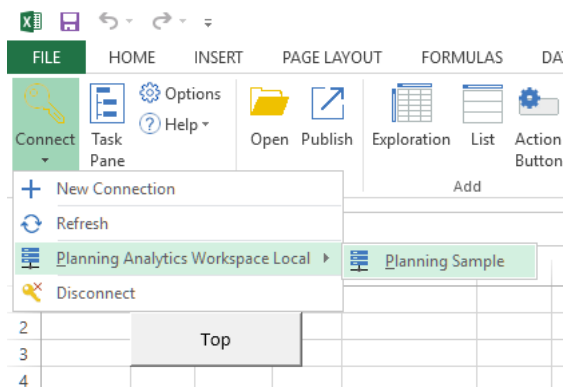 FILE HOME INSERT PAGE LAYOUT FORMULAS
Options
Help
Connect Task Pane Open Publish Exploration List Action Button
Add
New Connection
Refresh
Planning Analytics Workspace Local Planning Sample
Disconnect
2
Top
3
4